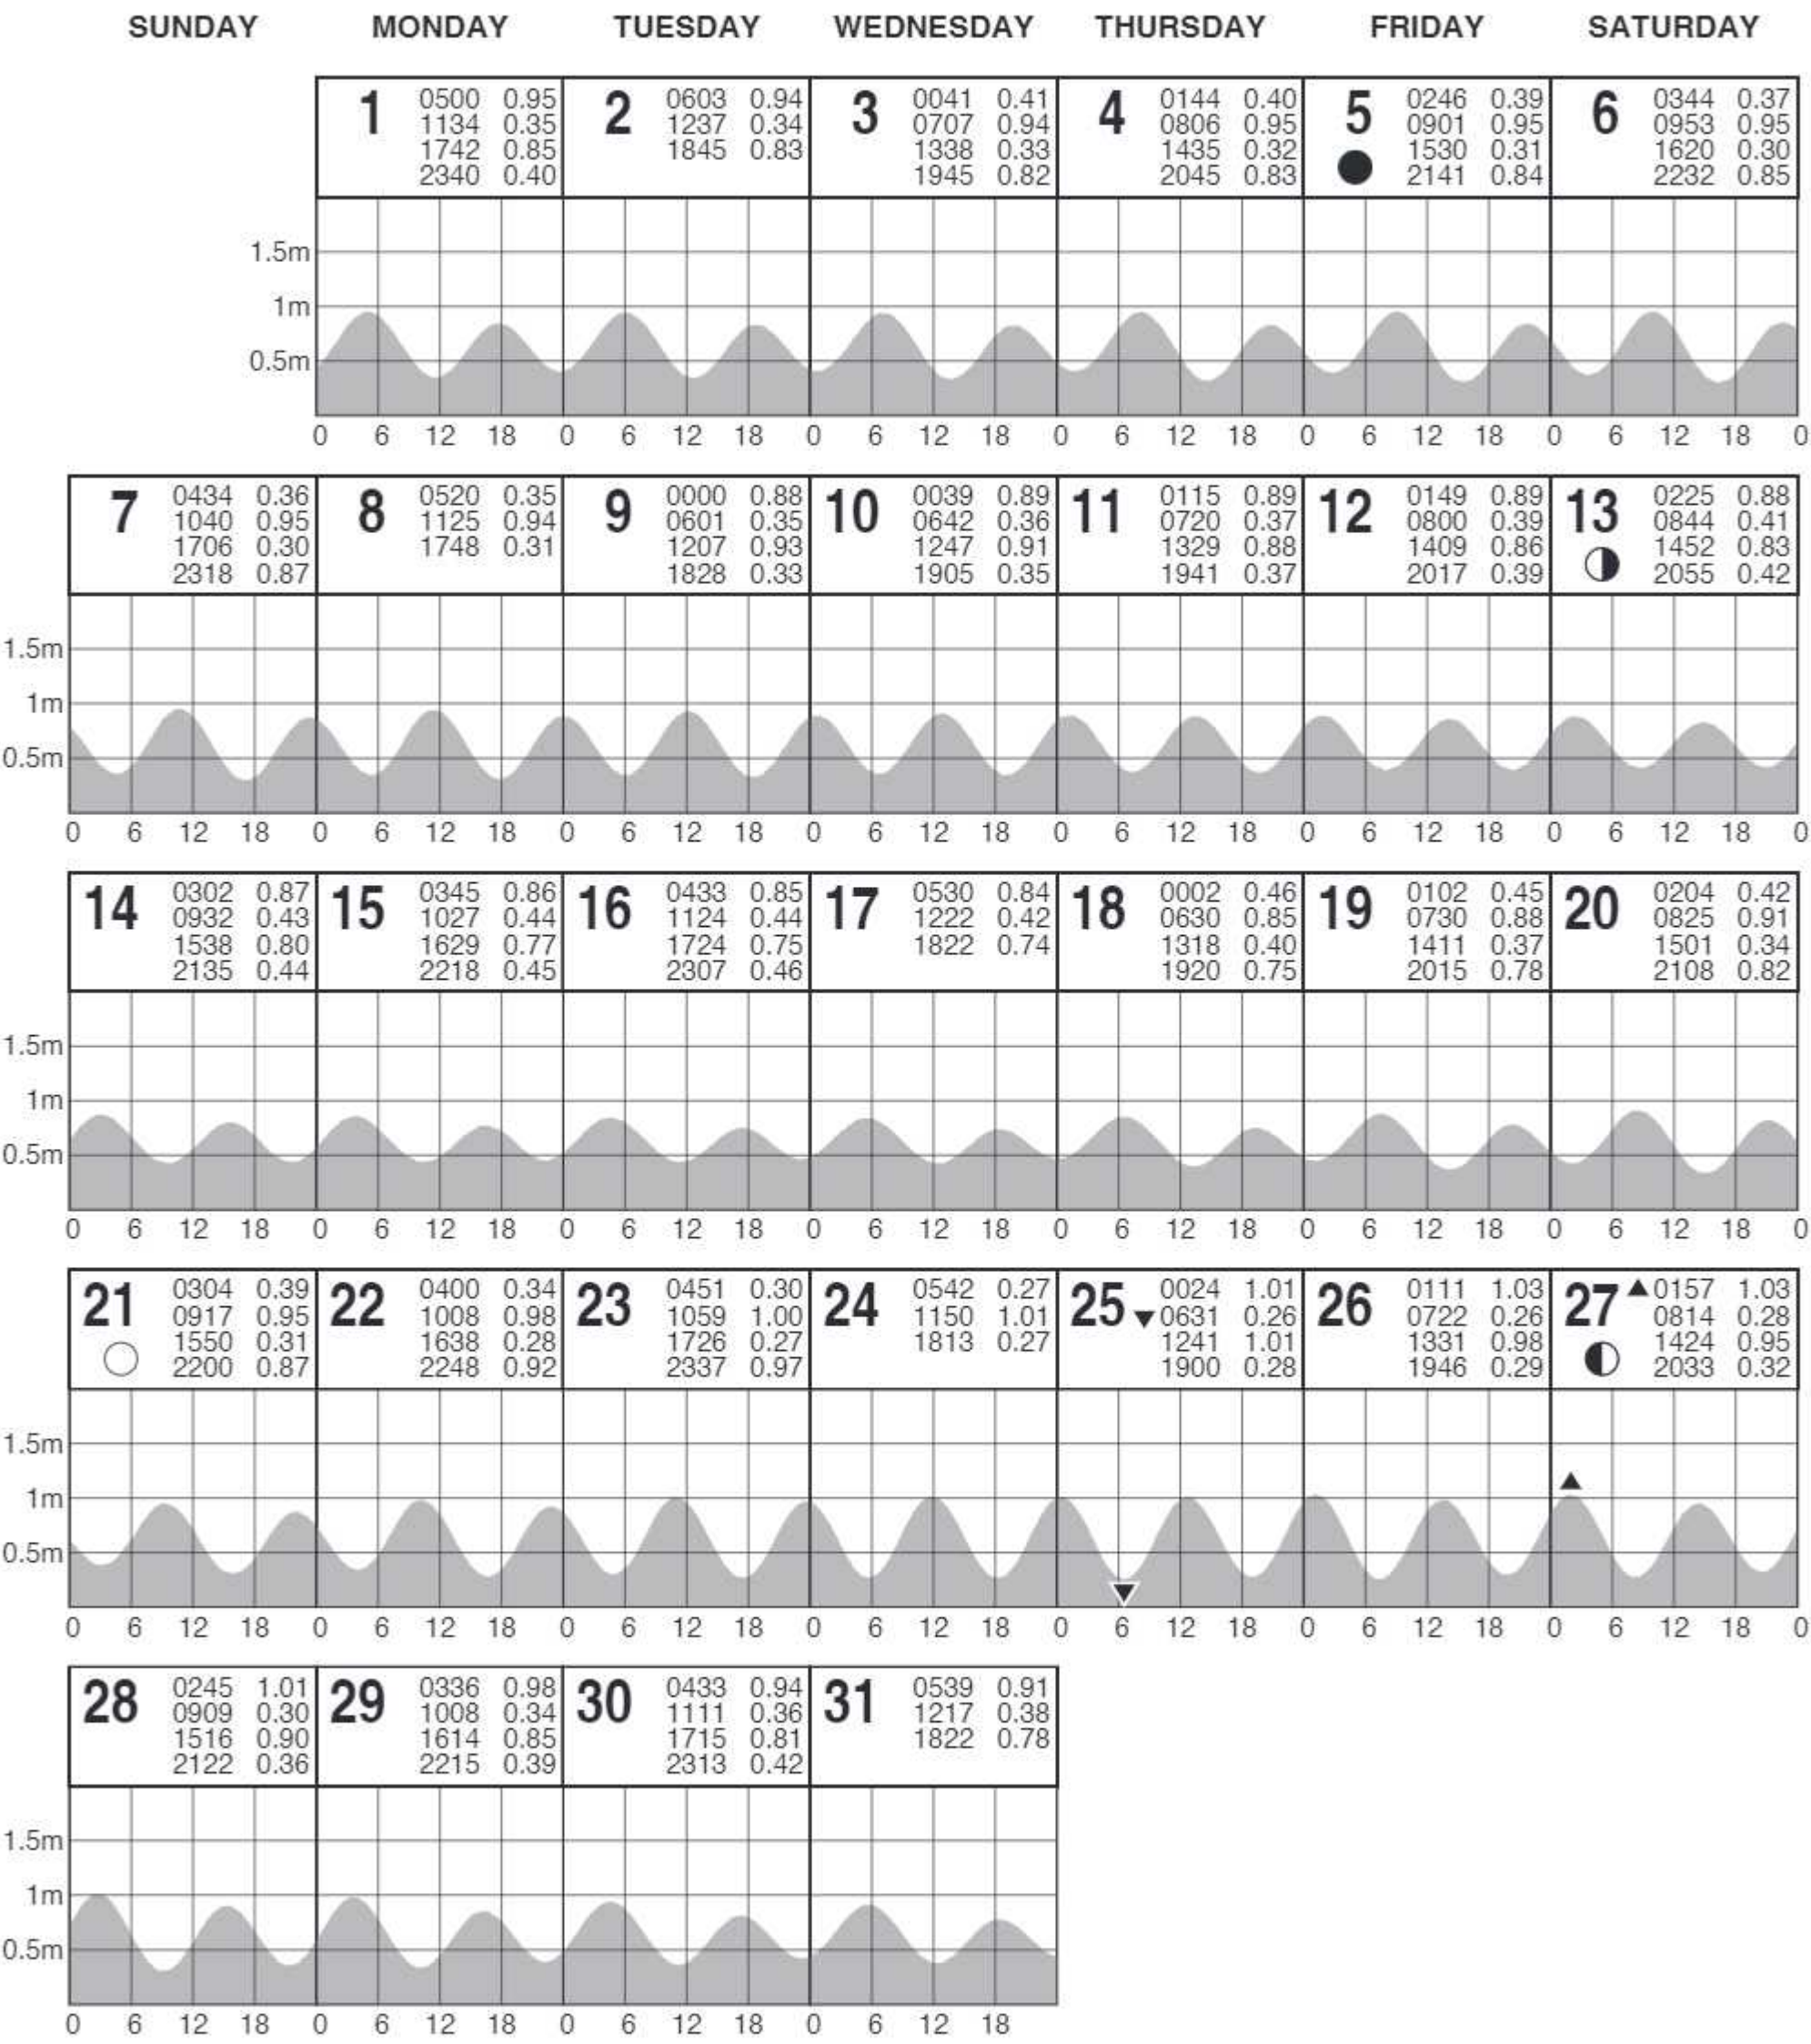 SUNDAY MONDAY TUESDAY WEDNESDAY THURSDAY FRIDAY SATURDAY
1 0500 0.95
1134 0.35
1742 0.85
2340 0.40
2 0603 0.94
1237 0.34
1845 0.83
3 0041 0.41
0707 0.94
1338 0.33
1945 0.82
4 0144 0.40
0806 0.95
1435 0.32
2045 0.83
5 0246 0.39
0901 0.95
1530 0.31
2141 0.84
6 0344 0.37
0953 0.95
1620 0.30
2232 0.85
1.5m
1m
0.5m
0 6 12 18 0 6 12 18 0 6 12 18 0 6 12 18 0 6 12 18 0 6 12 18 0
7 0434 0.36
1040 0.95
1706 0.30
2318 0.87
8 0520 0.35
1125 0.94
1748 0.31
9 0000 0.88
0601 0.35
1207 0.93
1828 0.33
10 0039 0.89
0642 0.36
1247 0.91
1905 0.35
11 0115 0.89
0720 0.37
1329 0.88
1941 0.37
12 0149 0.89
0800 0.39
1409 0.86
2017 0.39
13 0225 0.88
0844 0.41
1452 0.83
2055 0.42
1.5m
1m
0.5m
0 6 12 18 0 6 12 18 0 6 12 18 0 6 12 18 0 6 12 18 0 6 12 18 0 6 12 18 0
14 0302 0.87
0932 0.43
1538 0.80
2135 0.44
15 0345 0.86
1027 0.44
1629 0.77
2218 0.45
16 0433 0.85
1124 0.44
1724 0.75
2307 0.46
17 0530 0.84
1222 0.42
1822 0.74
18 0002 0.46
0630 0.85
1318 0.40
1920 0.75
19 0102 0.45
0730 0.88
1411 0.37
2015 0.78
20 0204 0.42
0825 0.91
1501 0.34
2108 0.82
1.5m
1m
0.5m
0 6 12 18 0 6 12 18 0 6 12 18 0 6 12 18 0 6 12 18 0 6 12 18 0 6 12 18 0
21 0304 0.39
0917 0.95
1550 0.31
2200 0.87
22 0400 0.34
1008 0.98
1638 0.28
2248 0.92
23 0451 0.30
1059 1.00
1726 0.27
2337 0.97
24 0542 0.27
1150 1.01
1813 0.27
25 0024 1.01
▼0631 0.26
1241 1.01
1900 0.28
26 0111 1.03
0722 0.26
1331 0.98
1946 0.29
27 ▲0157 1.03
0814 0.28
1424 0.95
2033 0.32
1.5m
1m
0.5m
0 6 12 18 0 6 12 18 0 6 12 18 0 6 12 18 0 6 12 18 0 6 12 18 0 6 12 18 0
28 0245 1.01
0909 0.30
1516 0.90
2122 0.36
29 0336 0.98
1008 0.34
1614 0.85
2215 0.39
30 0433 0.94
1111 0.36
1715 0.81
2313 0.42
31 0539 0.91
1217 0.38
1822 0.78
1.5m
1m
0.5m
0 6 12 18 0 6 12 18 0 6 12 18 0 6 12 18